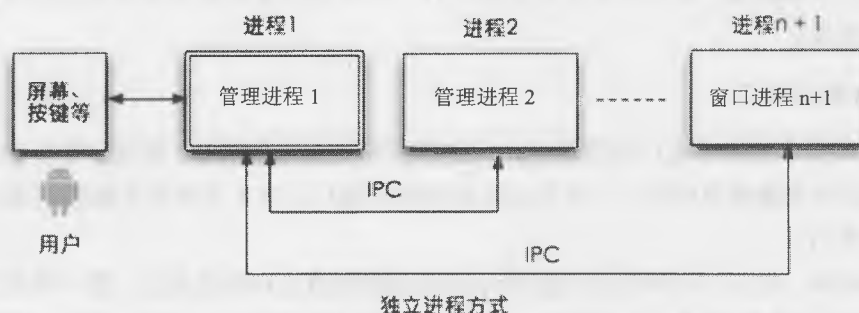 进程1
进程2
进程n+1
屏幕、
按键等
管理进程 1
管理进程 2
窗口进程 n+1
IPC
用户
IPC
独立进程方式